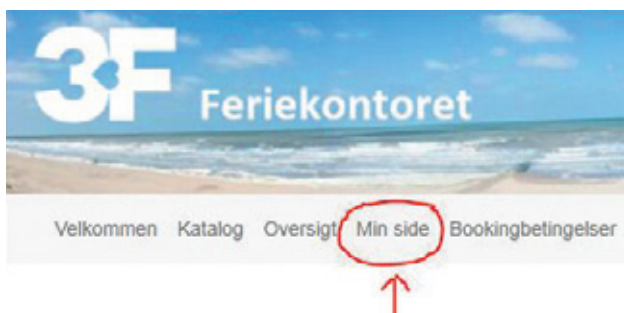 3F Feriekontoret
Velkommen Katalog Oversigt Min side Bookingbetingelser